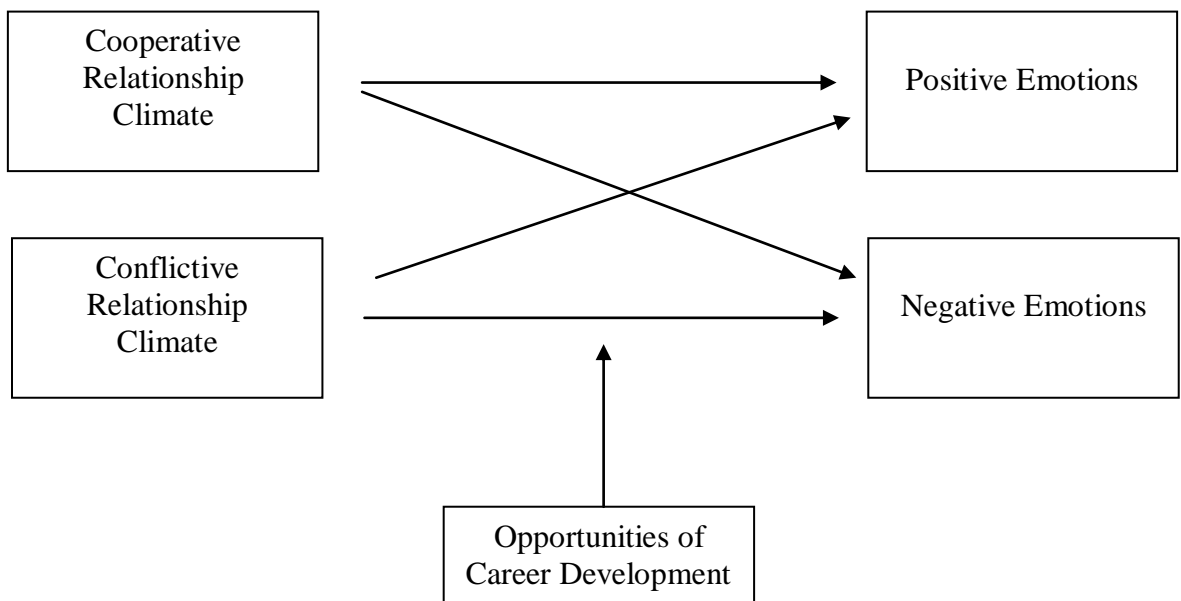 Cooperative
Relationship
Climate
Positive Emotions
Conflictive
Relationship
Climate
Negative Emotions
Opportunities of
Career Development